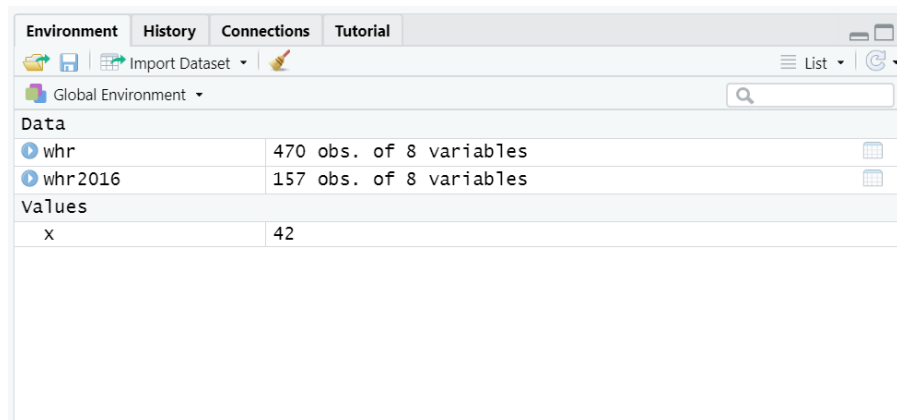 Environment History Connections Tutorial
Import Dataset List
Global Environment
Data
whr 470 obs. of 8 variables
whr2016 157 obs. of 8 variables
Values
x 42